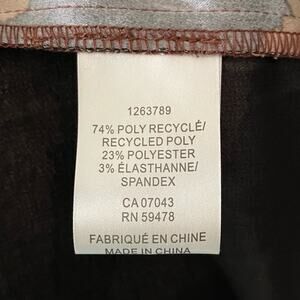 1263789
74% POLY RECYCLÉ/
RECYCLED POLY
23% POLYESTER
3% ÉLASTHANNE/
SPANDEX
CA 07043
RN 59478
FABRIQUÉ EN CHINE
MADE IN CHINA